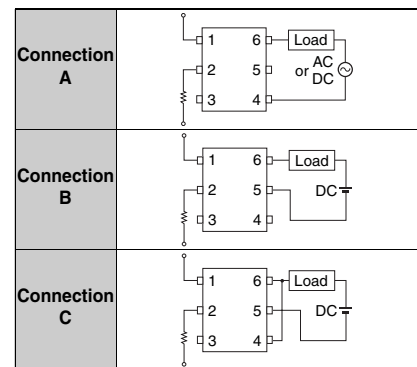 Connection
A
1 6 Load
2 5 or AC
DC
3 4
Connection
B
1 6 Load
2 5 DC
3 4
Connection
C
1 6 Load
2 5 DC
3 4